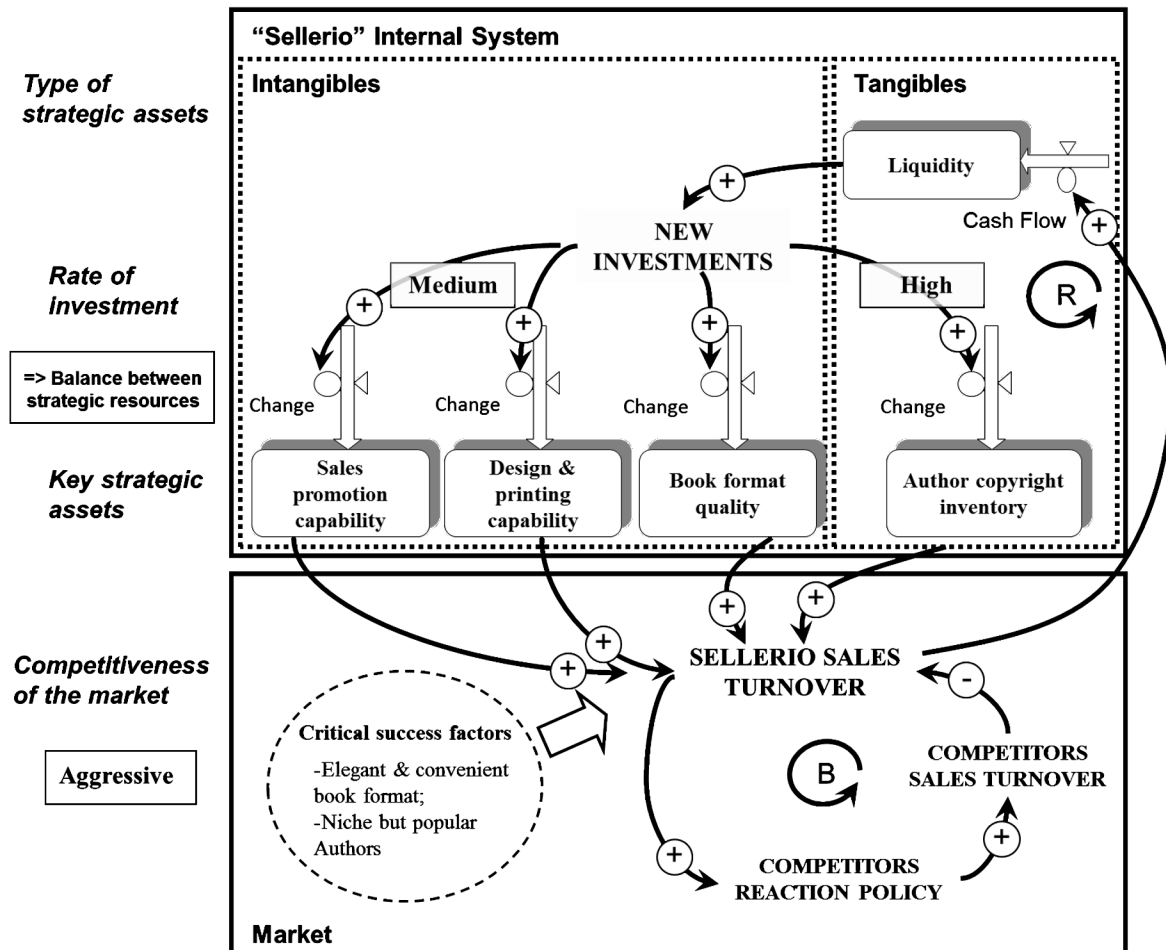 “Sellerio” Internal System
Type of
strategic assets
Intangibles
Tangibles
Liquidity
+
Cash Flow
+
NEW
INVESTMENTS
Rate of
investment
Medium
High
R
+
+
+
+
=> Balance between
strategic resources
Change
Change
Change
Change
Key strategic
assets
Sales
promotion
capability
Design &
printing
capability
Book format
quality
Author copyright
inventory
+
+
+
+
Competitiveness
of the market
SELLERIO SALES
TURNOVER
-
Aggressive
Critical success factors
-Elegant & convenient
book format;
-Niche but popular
Authors
B
COMPETITORS
SALES TURNOVER
+
+
COMPETITORS
REACTION POLICY
Market